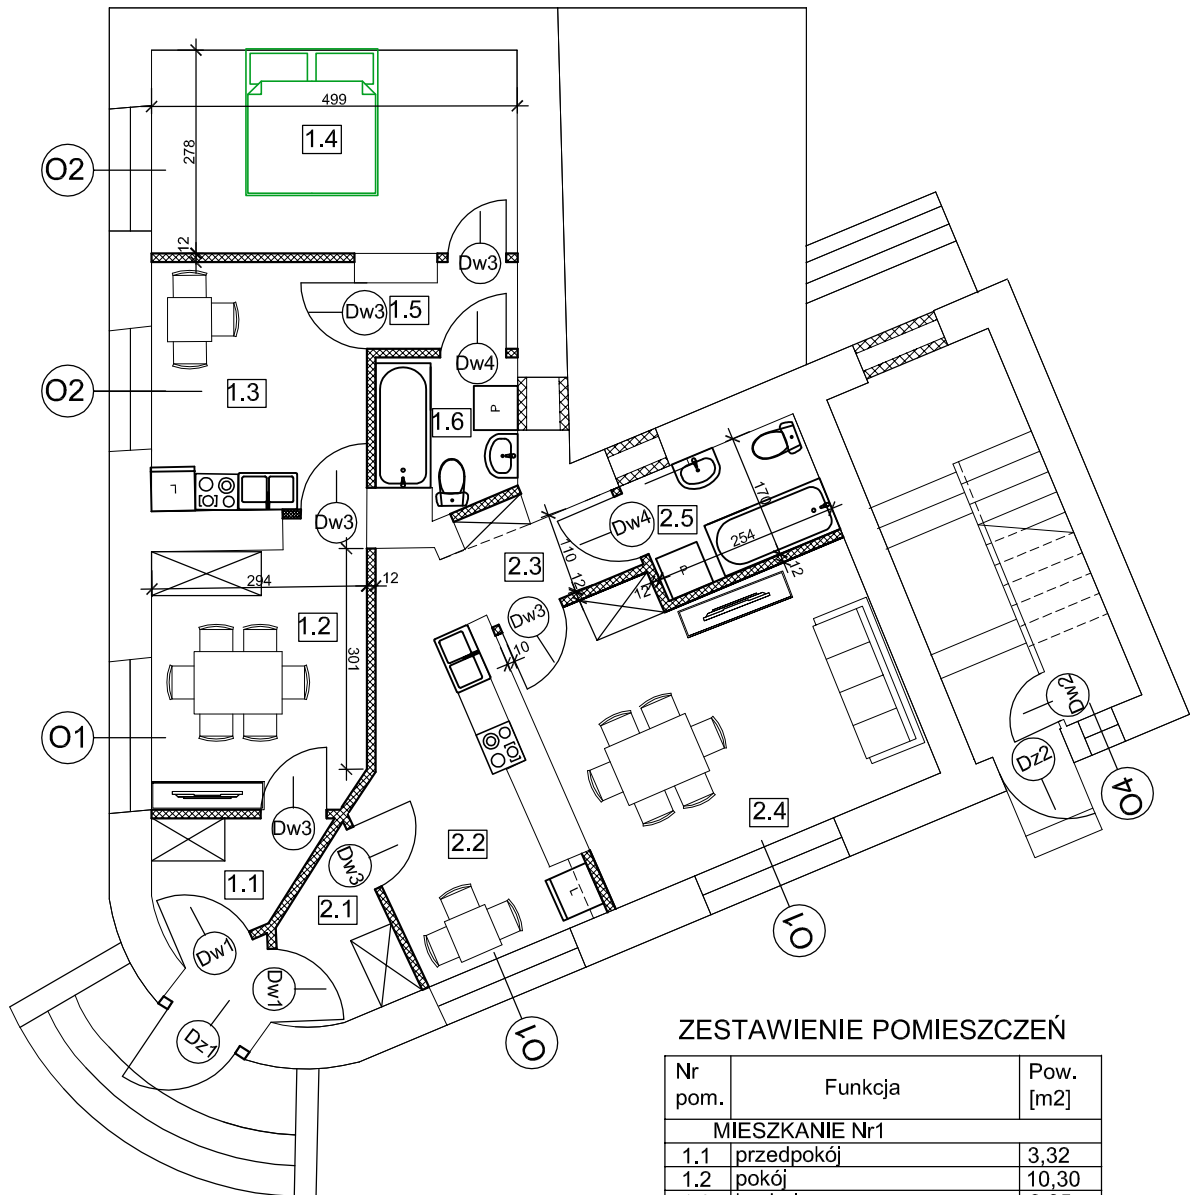 499
1.4
278
O2
12
Dw3
Dw3
1.5
Dw4
O2
1.3
1.6
P
L
Dw3
2.5
170
Dw4
254
110
2.3
12
12
P
12
294
12
1.2
Dw3
301
10
O1
Dw2
Dz2
O4
Dw3
2.4
2.2
Dw3
1.1
2.1
L
O1
Dw1
Dw1
Dz1
O1
ZESTAWIENIE POMIESZCZEŃ
Nr pom. Funkcja Pow. [m2]
MIESZKANIE Nr1
1.1 przedpokój 3,32
1.2 pokój 10,30